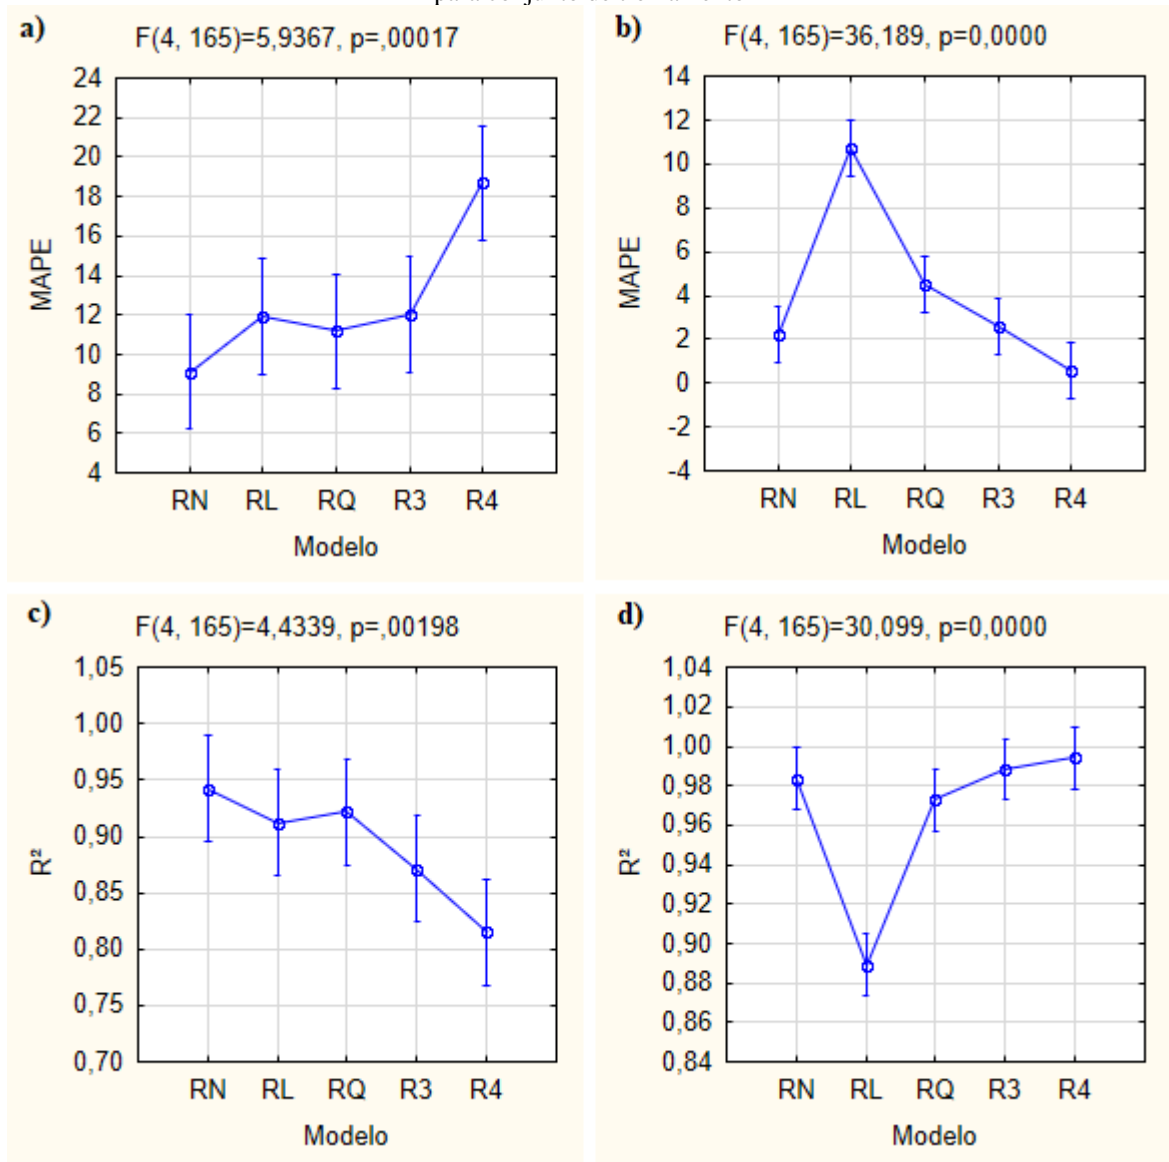 a)
F(4, 165)=5,9367, p=,00017
24
22
20
18
16
14
12
10
8
6
4
MAPE
RN RL RQ R3 R4
Modelo
b)
F(4, 165)=36,189, p=0,0000
14
12
10
8
6
4
2
0
-2
-4
MAPE
RN RL RQ R3 R4
Modelo
c)
F(4, 165)=4,4339, p=,00198
1,05
1,00
0,95
0,90
0,85
0,80
0,75
0,70
R²
RN RL RQ R3 R4
Modelo
d)
F(4, 165)=30,099, p=0,0000
1,04
1,02
1,00
0,98
0,96
0,94
0,92
0,90
0,88
0,86
0,84
R²
RN RL RQ R3 R4
Modelo